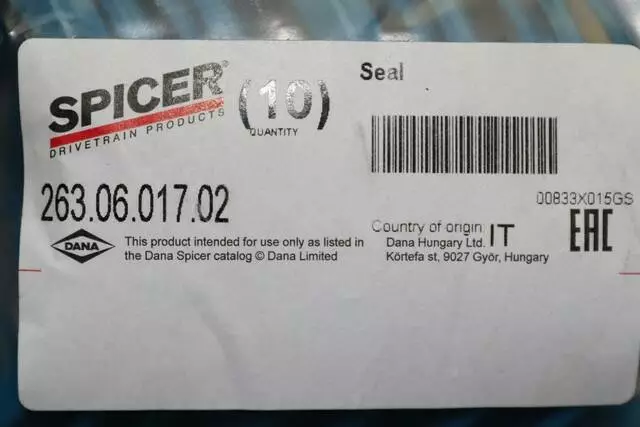 SPICER®
DRIVETRAIN PRODUCTS
(10)
QUANTITY
Seal
263.06.017.02
00833X015GS
DANA
This product intended for use only as listed in
the Dana Spicer catalog © Dana Limited
Country of origin IT
Dana Hungary Ltd.
Körtefa st, 9027 Györ, Hungary
EAC